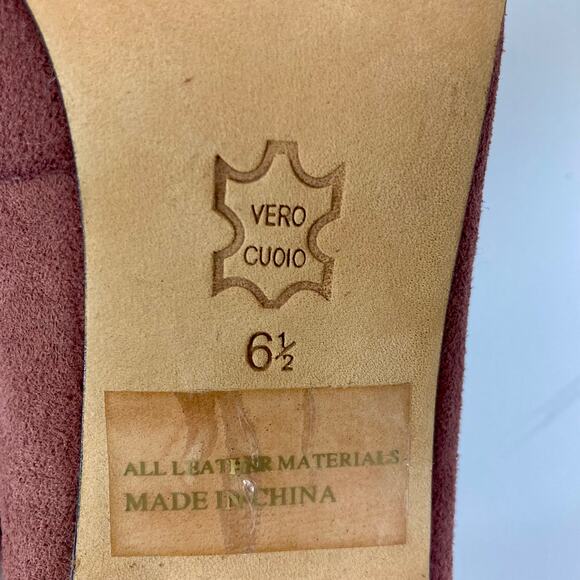 VERO
CUOIO
6½
ALL LEATHER MATERIALS
MADE IN CHINA